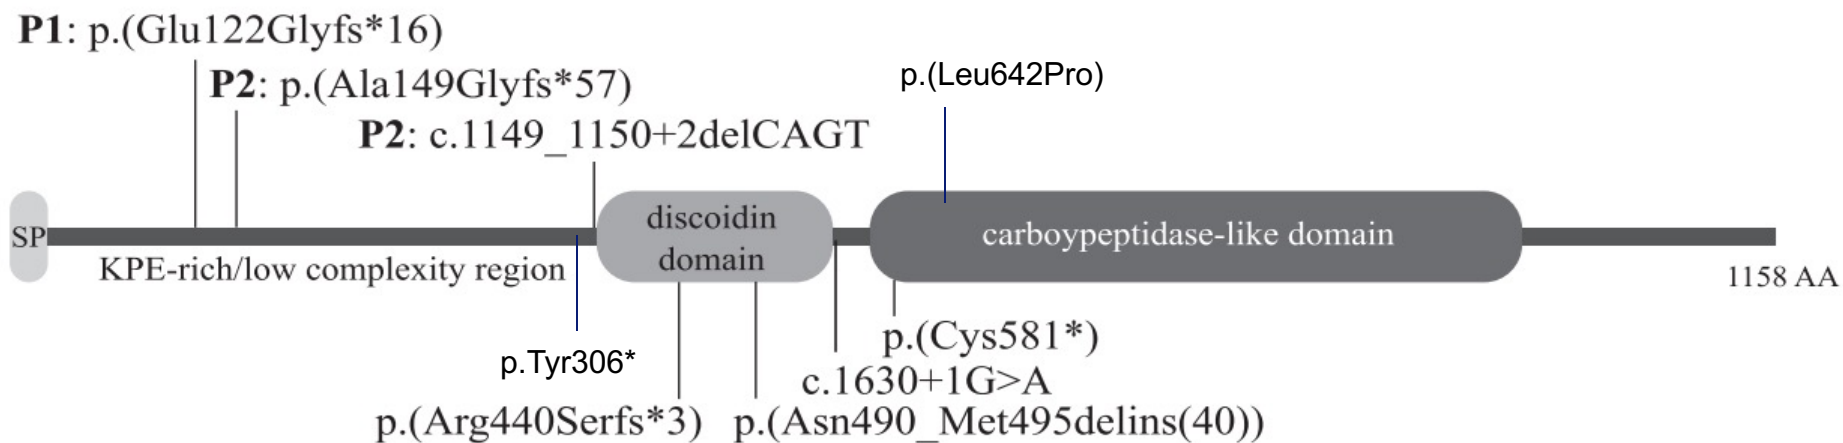 P1: p.(Glu122Glyfs*16)
P2: p.(Ala149Glyfs*57)
p.(Leu642Pro)
P2: c.1149_1150+2delCAGT
SP
discoidin
domain
carboypeptidase-like domain
KPE-rich/low complexity region
1158 AA
p.(Cys581*)
p.Tyr306*
c.1630+1G>A
p.(Arg440Serfs*3)
p.(Asn490_Met495delins(40))